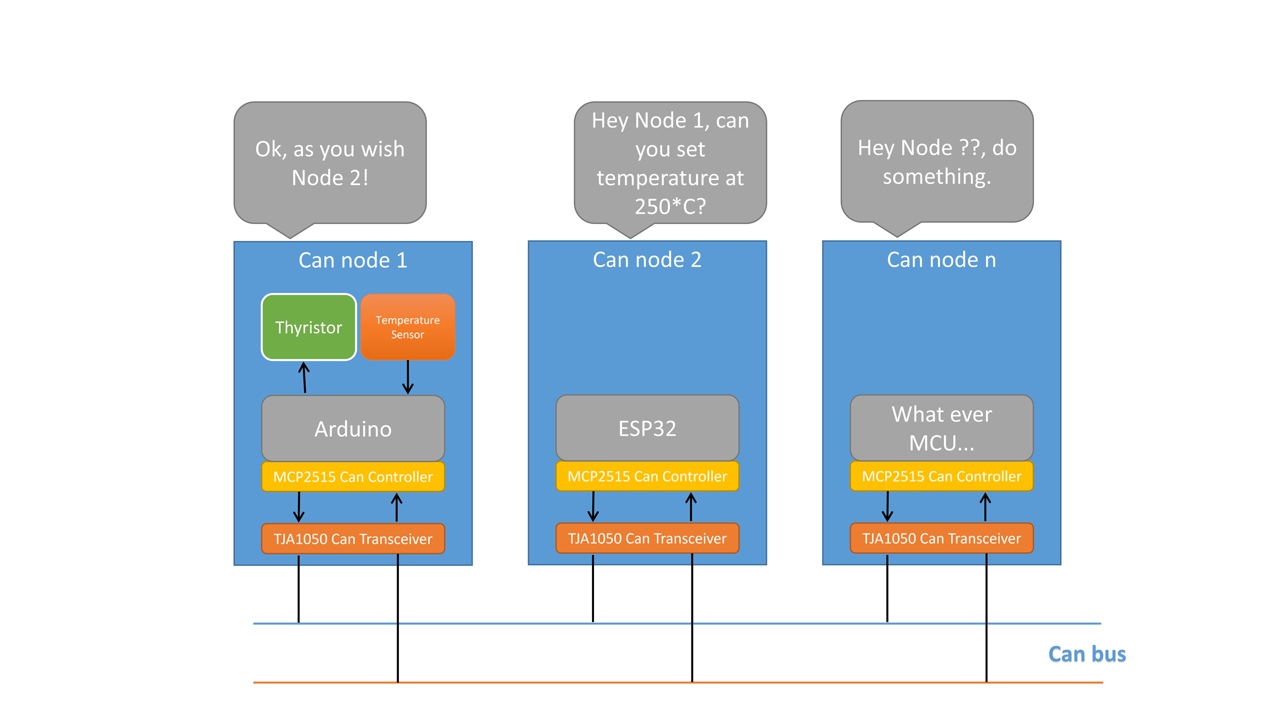 Ok, as you wish
Node 2!
Hey Node 1, can
you set
temperature at
250*C?
Hey Node ??, do
something.
Can node 1
Thyristor
Temperature
Sensor
Arduino
MCP2515 Can Controller
TJA1050 Can Transceiver
Can node 2
ESP32
MCP2515 Can Controller
TJA1050 Can Transceiver
Can node n
What ever
MCU...
MCP2515 Can Controller
TJA1050 Can Transceiver
Can bus